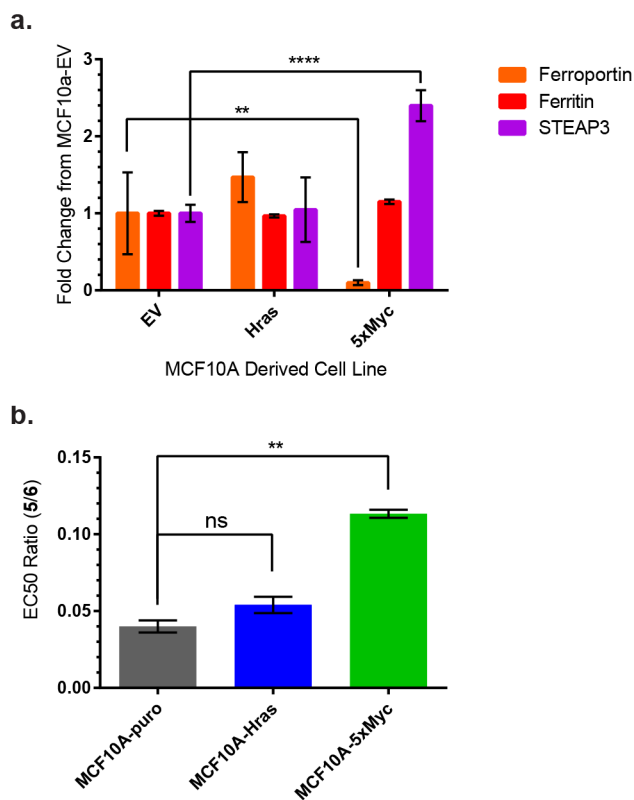 a.
Fold Change from MCF10a-EV
4
3
2
1
0
****
**
Ferroportin
Ferritin
STEAP3
EV
Hras
5xMyc
MCF10A Derived Cell Line
b.
EC50 Ratio (5/6)
0.15
0.10
0.05
0.00
**
ns
MCF10A-puro
MCF10A-Hras
MCF10A-5xMyc